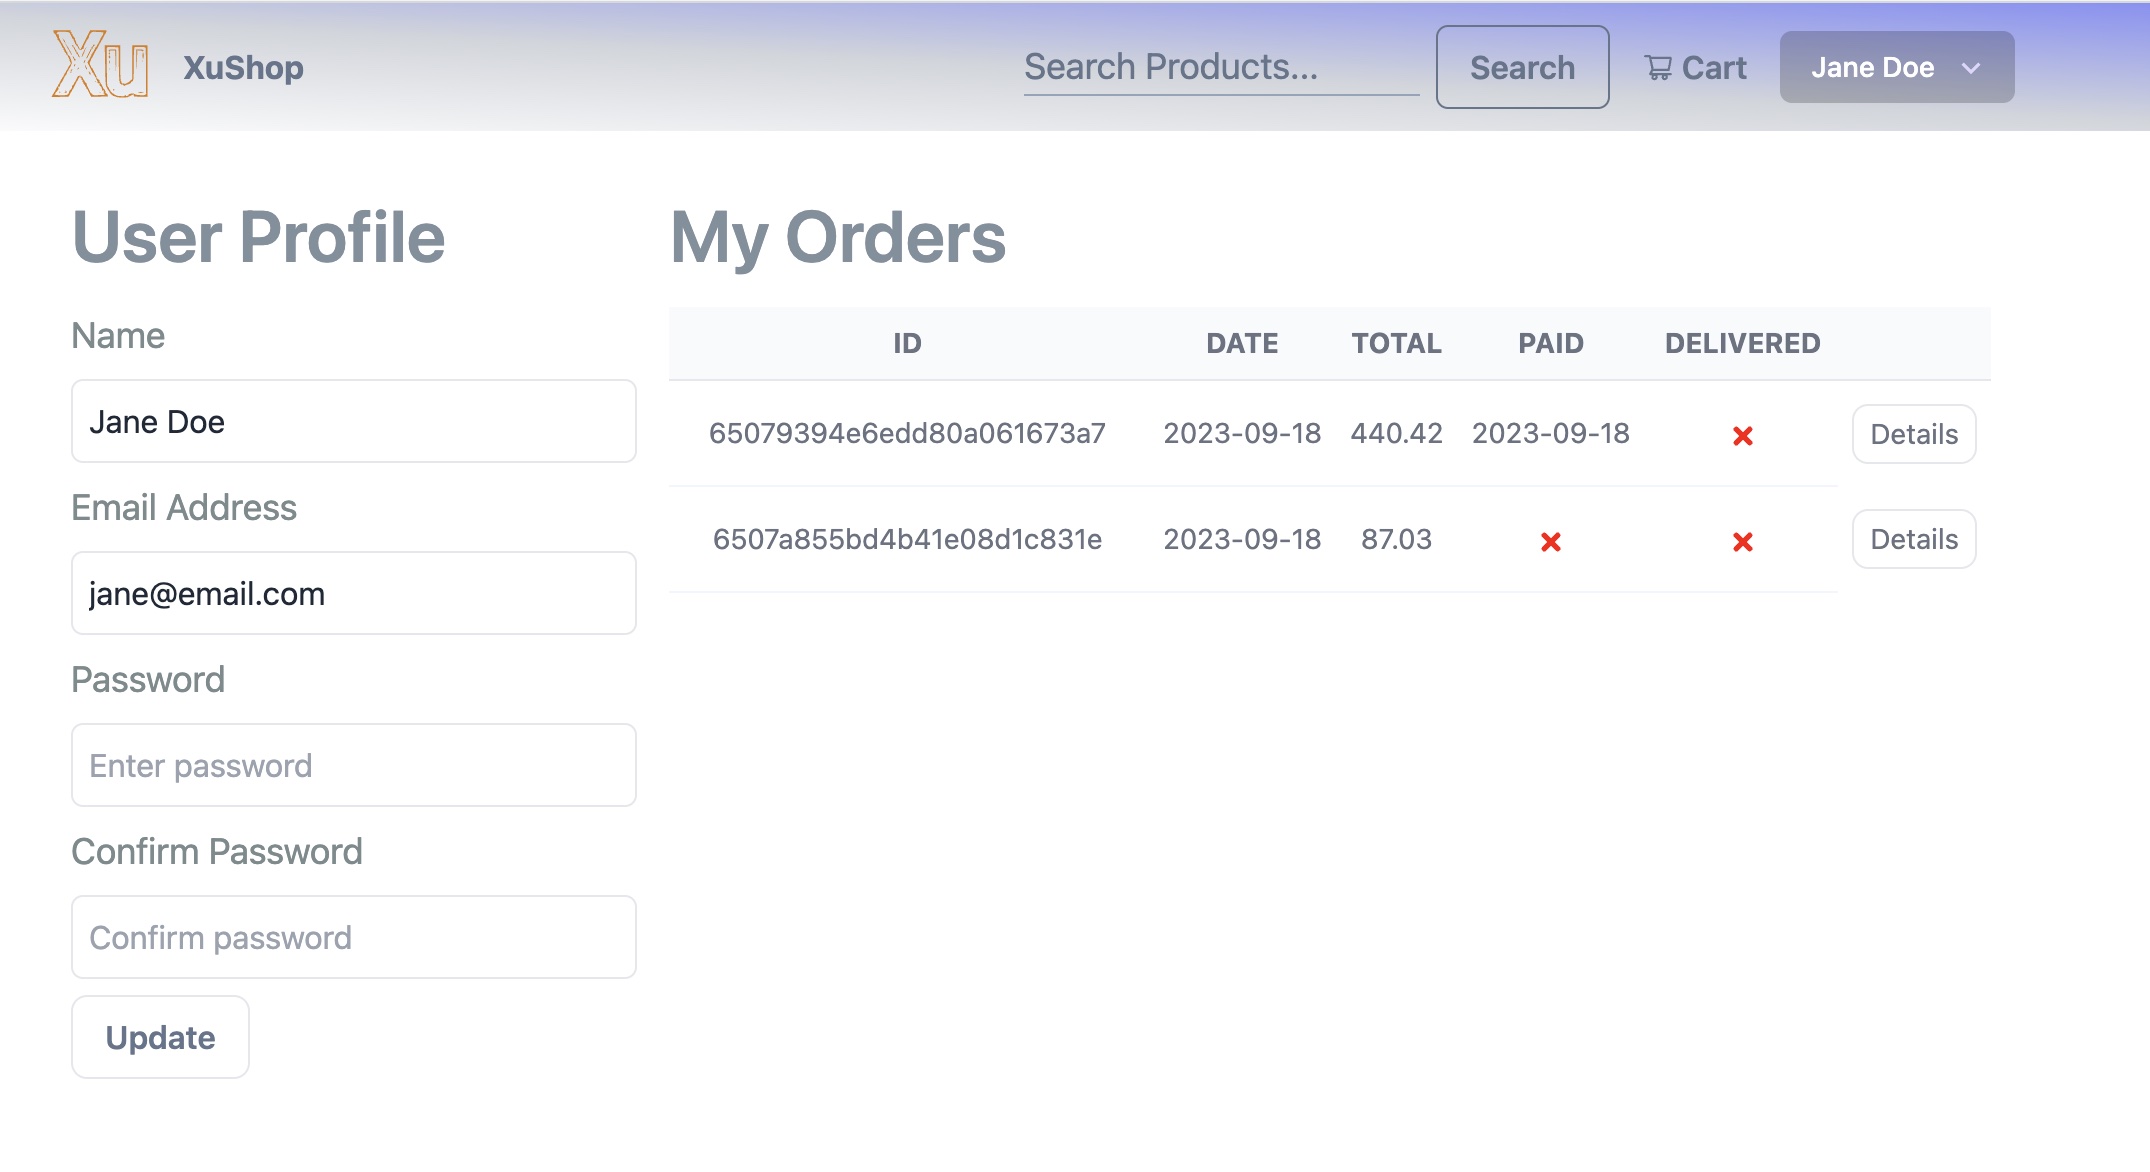 Xu XuShop Search Products... Search Cart Jane Doe
User Profile
Name
Jane Doe
Email Address
jane@email.com
Password
Enter password
Confirm Password
Confirm password
Update
My Orders
ID DATE TOTAL PAID DELIVERED
65079394e6edd80a061673a7 2023-09-18 440.42 2023-09-18 Details
6507a855bd4b41e08d1c831e 2023-09-18 87.03 Details